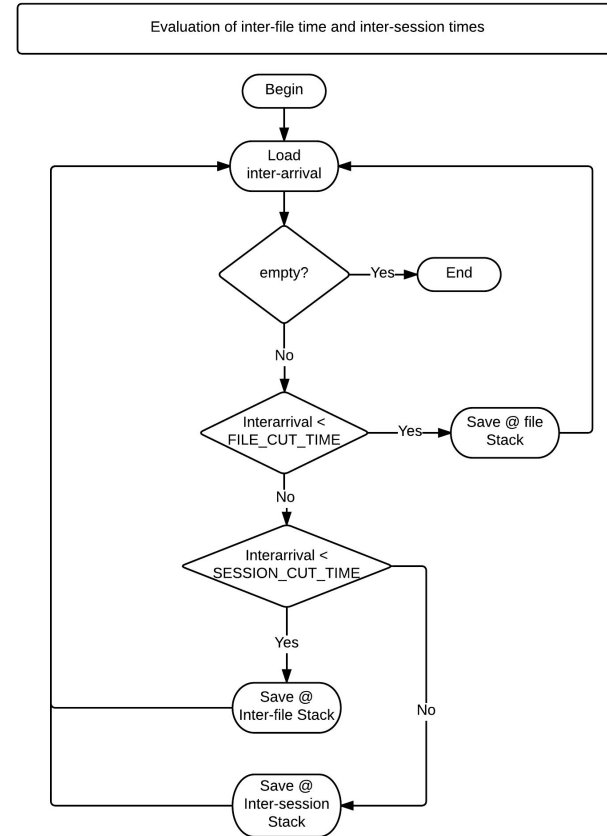 Evaluation of inter-file time and inter-session times
Begin
Load
inter-arrival
empty?
Yes
End
No
Interarrival <
FILE_CUT_TIME
Yes
Save @ file
Stack
No
Interarrival <
SESSION_CUT_TIME
Yes
Save @
Inter-file Stack
No
Save @
Inter-session
Stack